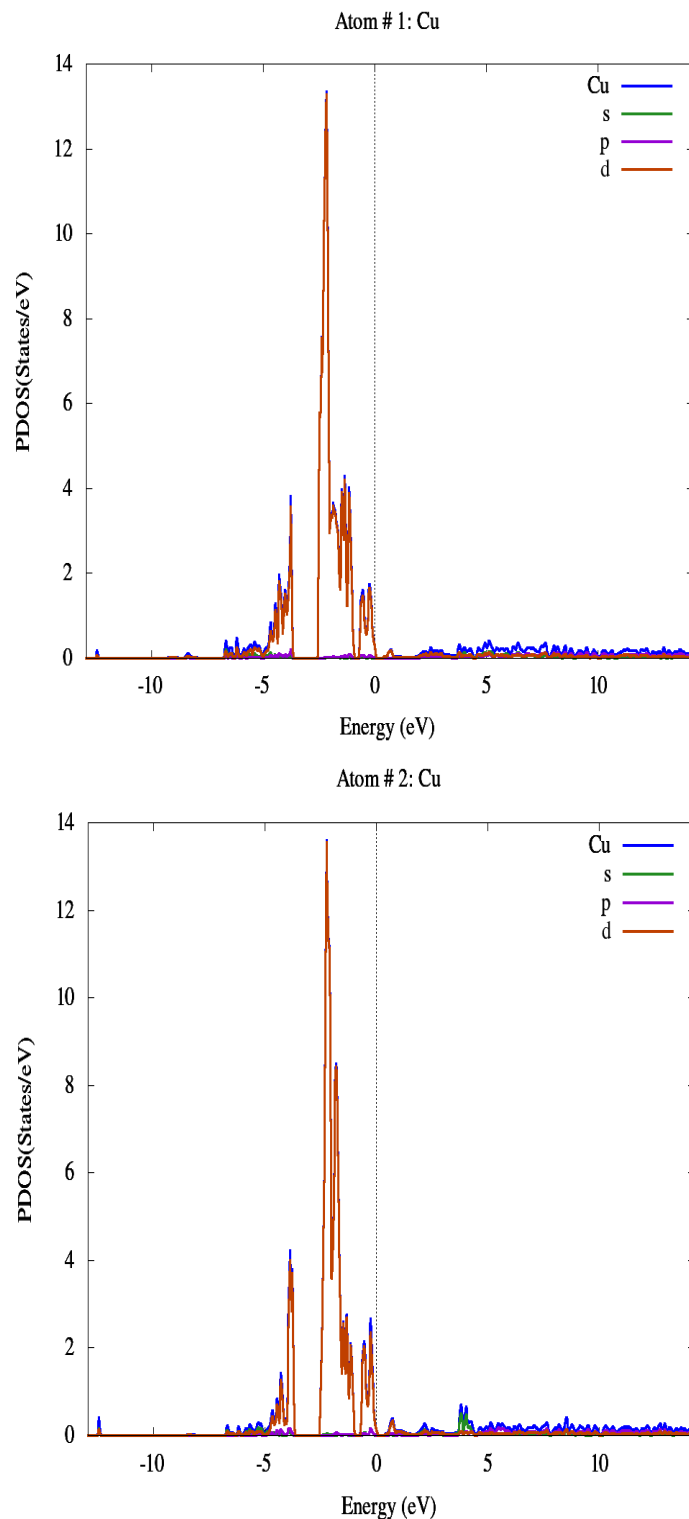 Atom # 1: Cu
14
12
10
8
6
4
2
0
PDOS(States/eV)
Cu
s
p
d
-10
-5
0
5
10
Energy (eV)
Atom # 2: Cu
14
12
10
8
6
4
2
0
PDOS(States/eV)
Cu
s
p
d
-10
-5
0
5
10
Energy (eV)